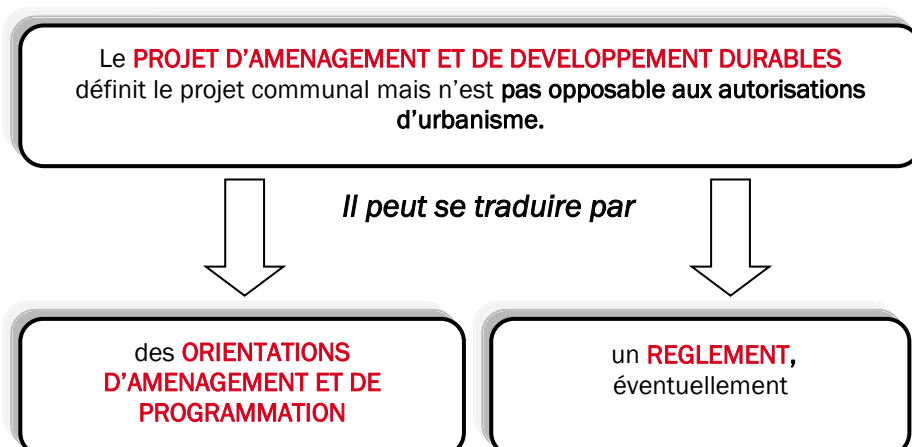 Le PROJET D’AMENAGEMENT ET DE DEVELOPPEMENT DURABLES
définit le projet communal mais n’est pas opposable aux autorisations
d’urbanisme.
Il peut se traduire par
des ORIENTATIONS
D’AMENAGEMENT ET DE
PROGRAMMATION
un REGLEMENT,
éventuellement